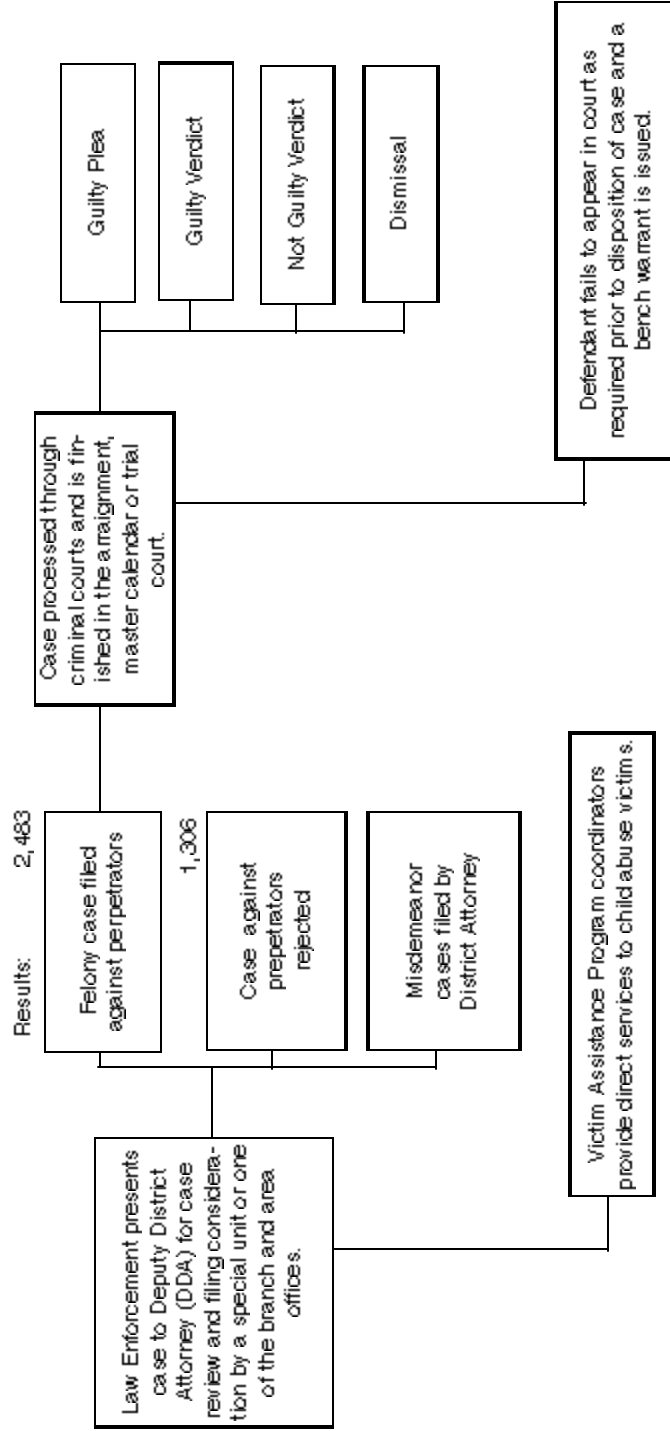 Law Enforcement presents
case to Deputy District
Attorney (DDA) for case
review and filing considera-
tion by a special unit or one
of the branch and area
offices.
Results:
2,483
Felony case filed
against perpetrators
1,306
Case against
prepetrators
rejected
Misdemeanor
cases filed by
District Attorney
Victim Assistance Program coordinators
provide direct services to child abuse victims.
Case processed through
criminal courts and is fin-
ished in the arraignment,
master calendar or trial
court.
Guilty Plea
Guilty Verdict
Not Guilty Verdict
Dismissal
Defendant fails to appear in court as
required prior to disposition of case and a
bench warrant is issued.